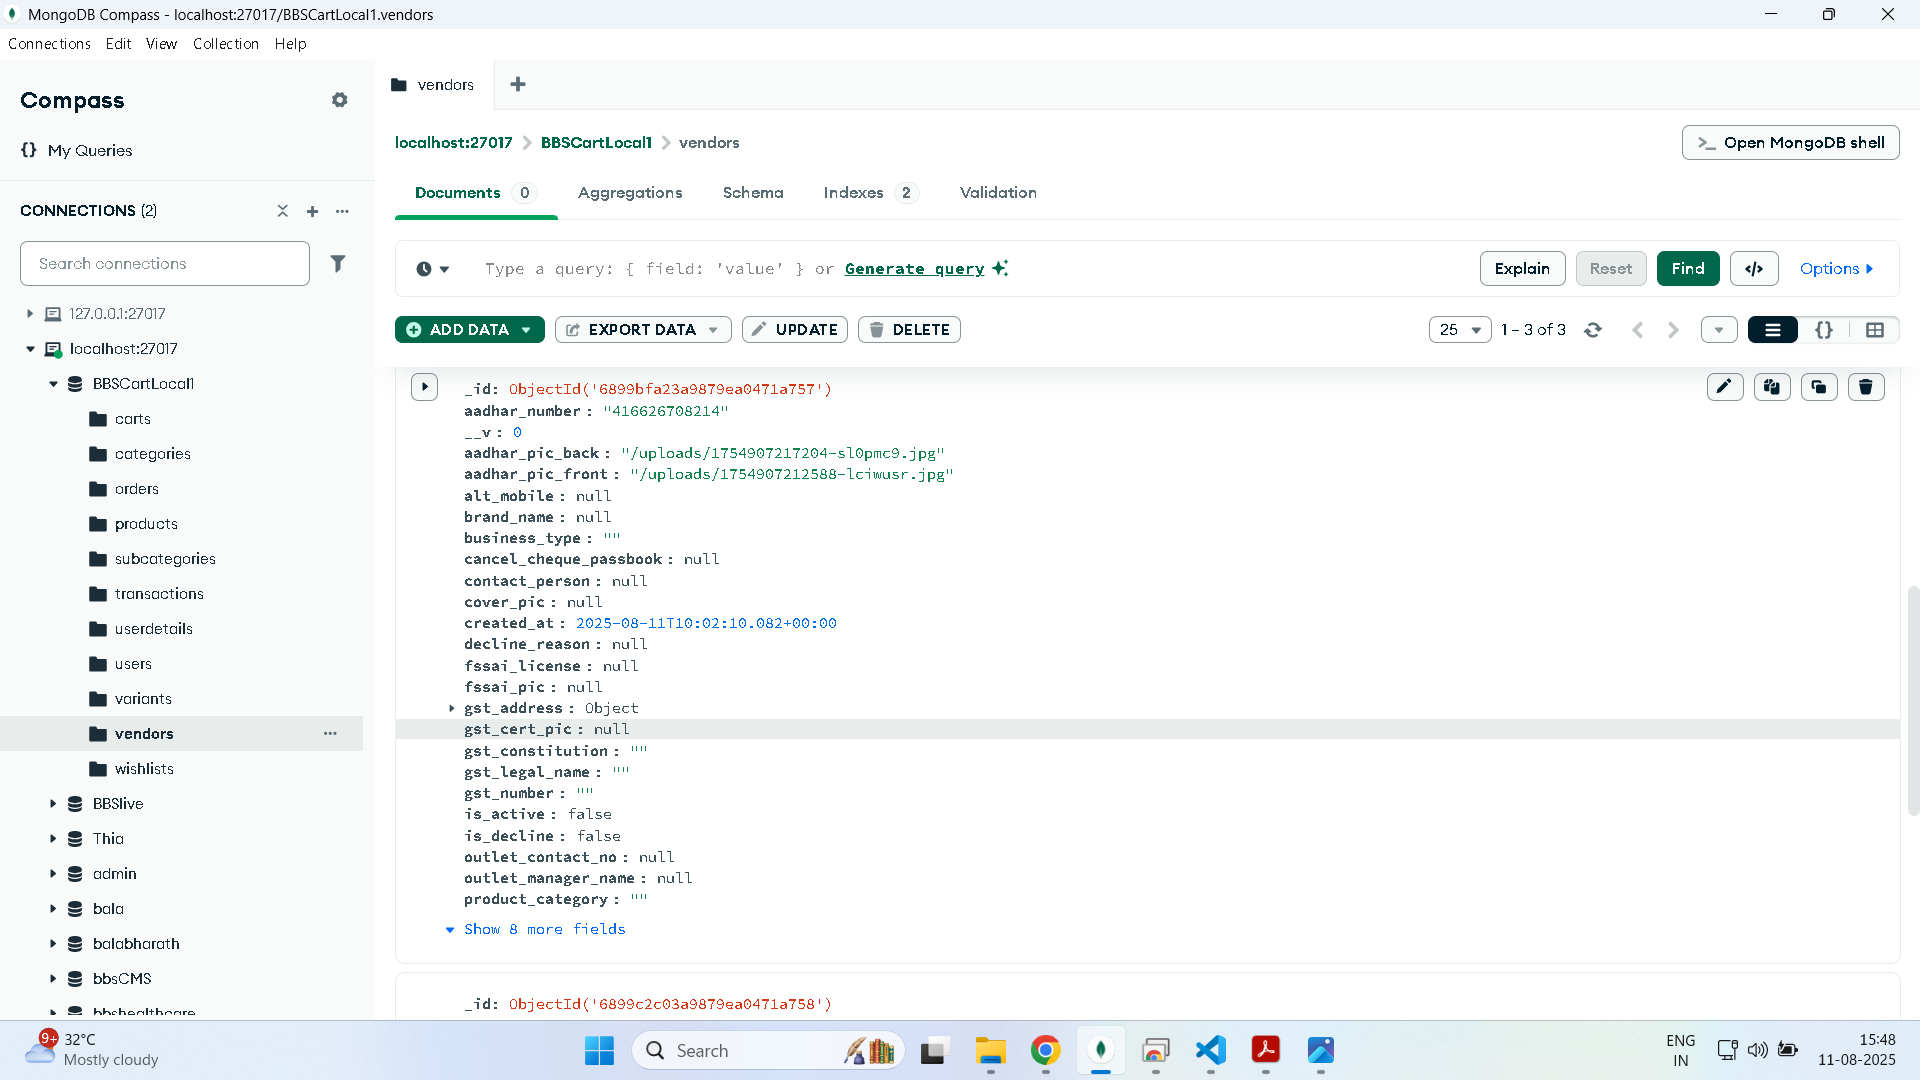 MongoDB Compass - localhost:27017/BBSCartLocal1.vendors
Connections Edit View Collection Help
Compass
{} My Queries
CONNECTIONS (2)
Search connections
127.0.0.1:27017
localhost:27017
BBSCartLocal1
carts
categories
orders
products
subcategories
transactions
userdetails
users
variants
vendors
wishlists
BBSlive
Thia
admin
bala
balabharath
bbsCMS
bbshealthcare
vendors
localhost:27017 > BBSCartLocal1 > vendors
>_ Open MongoDB shell
Documents 0 Aggregations Schema Indexes 2 Validation
Type a query: { field: 'value' } or Generate query
Explain Reset Find </> Options
ADD DATA EXPORT DATA UPDATE DELETE
25 1 – 3 of 3 {}
_id: ObjectId('6899bfa23a9879ea0471a757')
aadhar_number : "416626708214"
__v : 0
aadhar_pic_back : "/uploads/1754907217204-sl0pmc9.jpg"
aadhar_pic_front : "/uploads/1754907212588-lciwusr.jpg"
alt_mobile : null
brand_name : null
business_type : ""
cancel_cheque_passbook : null
contact_person : null
cover_pic : null
created_at : 2025-08-11T10:02:10.082+00:00
decline_reason : null
fssai_license : null
fssai_pic : null
gst_address : Object
gst_cert_pic : null
gst_constitution : ""
gst_legal_name : ""
gst_number : ""
is_active : false
is_decline : false
outlet_contact_no : null
outlet_manager_name : null
product_category : ""
Show 8 more fields
_id: ObjectId('6899c2c03a9879ea0471a758')
9+
32°C
Mostly cloudy
Search
ENG
IN
15:48
11-08-2025